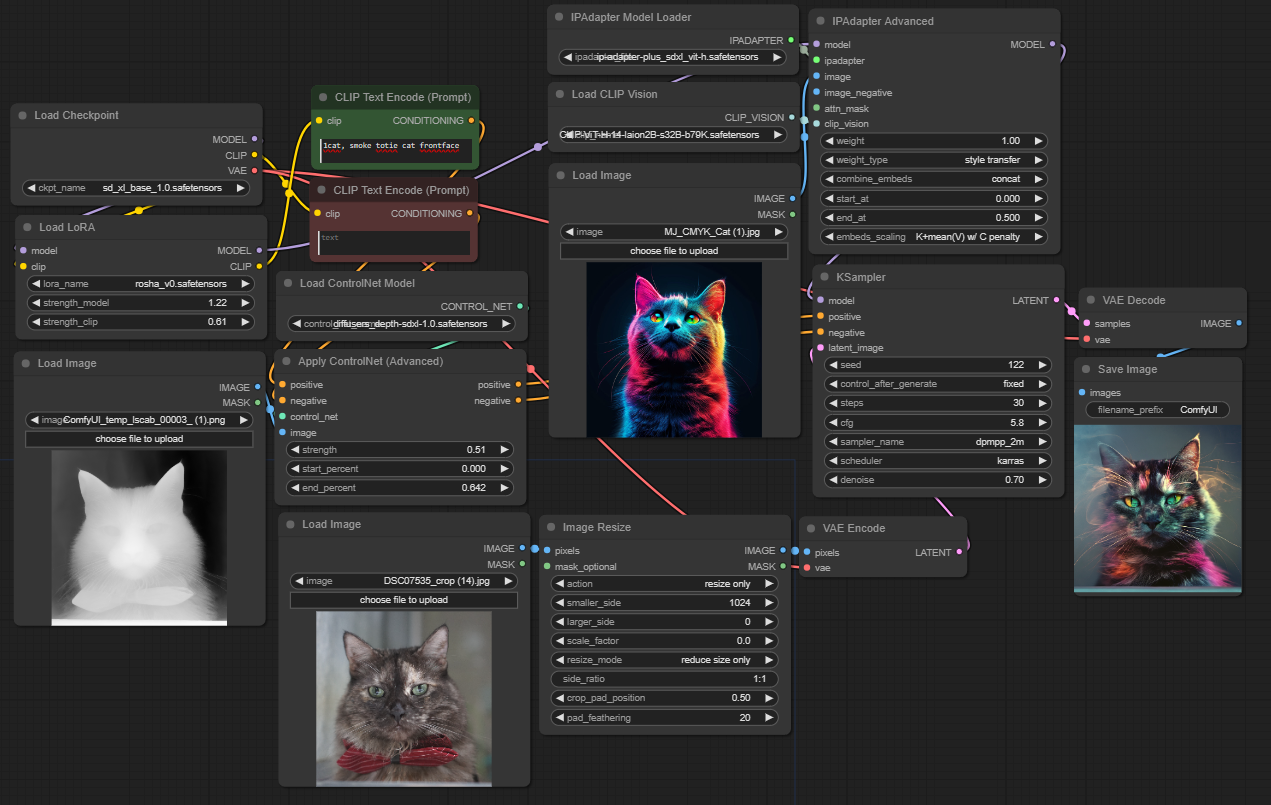 Load Checkpoint
MODEL
CLIP
VAE
ckpt_name sd_xl_base_1.0.safetensors
Load LoRA
model MODEL
clip CLIP
lora_name rosha_v0.safetensors
strength_model 1.22
strength_clip 0.61
Load Image
IMAGE
MASK
ComfyUI_temp_lscab_00003_ (1).png
choose file to upload
CLIP Text Encode (Prompt)
clip CONDITIONING
1cat, smoke totie cat frontface
CLIP Text Encode (Prompt)
clip CONDITIONING
text
Load ControlNet Model
CONTROL_NET
diffusers_depth-sdxl-1.0.safetensors
Apply ControlNet (Advanced)
positive positive
negative negative
control_net
image
strength 0.51
start_percent 0.000
end_percent 0.642
Load Image
IMAGE
MASK
image DSC07535_crop (14).jpg
choose file to upload
IPAdapter Model Loader
IPADAPTER
ip-adapter-plus_sdxl_vit-h.safetensors
Load CLIP Vision
CLIP_VISION
CLIP-ViT-H-14-laion2B-s32B-b79K.safetensors
Load Image
IMAGE
MASK
image MJ_CMYK_Cat (1).jpg
choose file to upload
Image Resize
pixels IMAGE
mask_optional MASK
action resize only
smaller_side 1024
larger_side 0
scale_factor 0.0
resize_mode reduce size only
side_ratio 1:1
crop_pad_position 0.50
pad_feathering 20
IPAdapter Advanced
model MODEL
ipadapter
image
image_negative
attn_mask
clip_vision
weight 1.00
weight_type style transfer
combine_embeds concat
start_at 0.000
end_at 0.500
embeds_scaling K+mean(V) w/ C penalty
KSampler
model LATENT
positive
negative
latent_image
seed 122
control_after_generate fixed
steps 30
cfg 5.8
sampler_name dpmpp_2m
scheduler karras
denoise 0.70
VAE Encode
pixels LATENT
vae
VAE Decode
samples IMAGE
vae
Save Image
images
filename_prefix ComfyUI